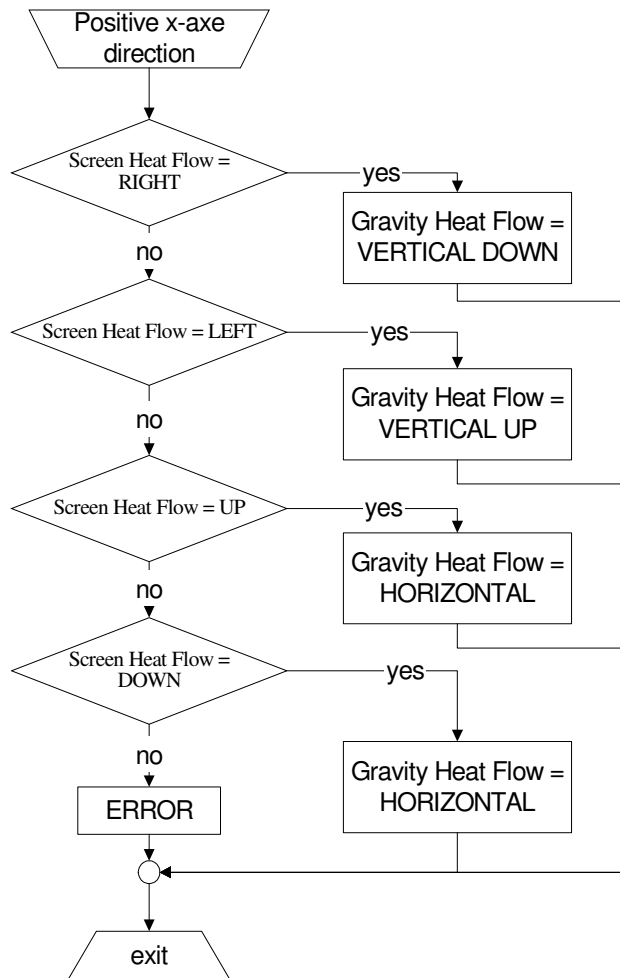 Positive x-axe
direction
Screen Heat Flow =
RIGHT
yes
Gravity Heat Flow =
VERTICAL DOWN
no
Screen Heat Flow = LEFT
yes
Gravity Heat Flow =
VERTICAL UP
no
Screen Heat Flow = UP
yes
Gravity Heat Flow =
HORIZONTAL
no
Screen Heat Flow =
DOWN
yes
Gravity Heat Flow =
HORIZONTAL
no
ERROR
exit